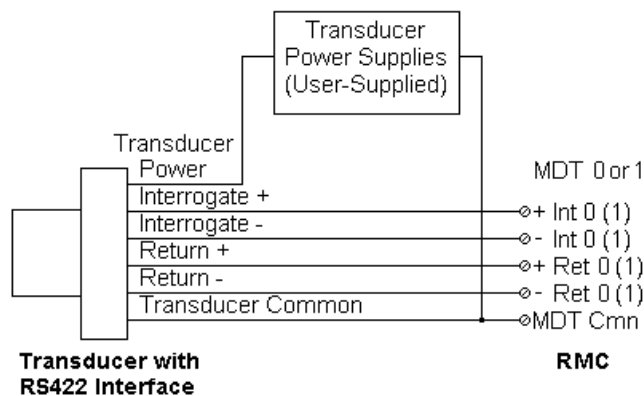 Transducer
Power Supplies
(User-Supplied)
Transducer
Power
MDT 0 or 1
Interrogate +
+ Int 0 (1)
Interrogate -
- Int 0 (1)
Return +
+ Ret 0 (1)
Return -
- Ret 0 (1)
Transducer Common
MDT Cmn
Transducer with
RS422 Interface
RMC